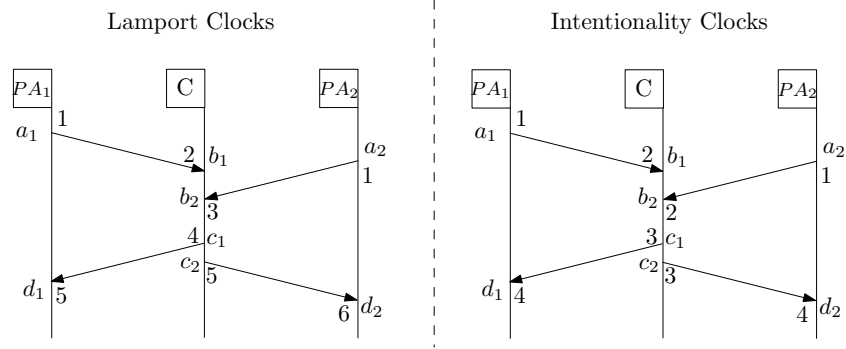 Lamport Clocks
Intentionality Clocks
PA₁ C PA₂
PA₁ C PA₂
1
a₁
2 b₁
a₂
1
b₂
3
4 c₁
c₂
5
d₁
5
d₂
6
1
a₁
2 b₁
a₂
1
b₂
2
3 c₁
c₂
3
d₁ 4
4 d₂